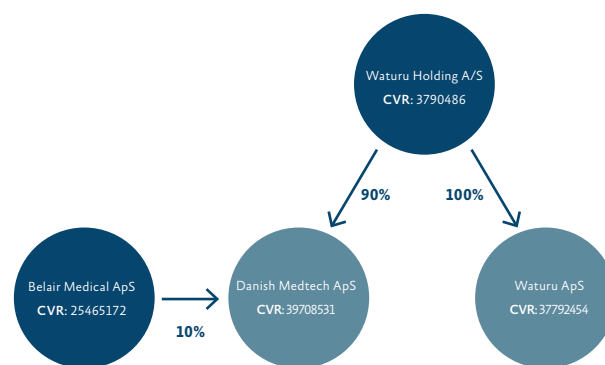 Waturu Holding A/S
CVR: 3790486
90%
100%
Belair Medical ApS
CVR: 25465172
10%
Danish Medtech ApS
CVR: 39708531
Waturu ApS
CVR: 37792454